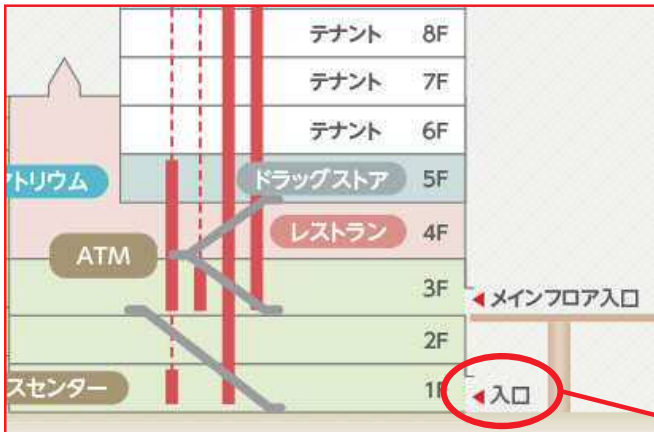 テナント 8F
テナント 7F
テナント 6F
トリウム
ドラッグストア 5F
レストラン 4F
ATM
3F
メインフロア入口
2F
スセンター
1F
入口